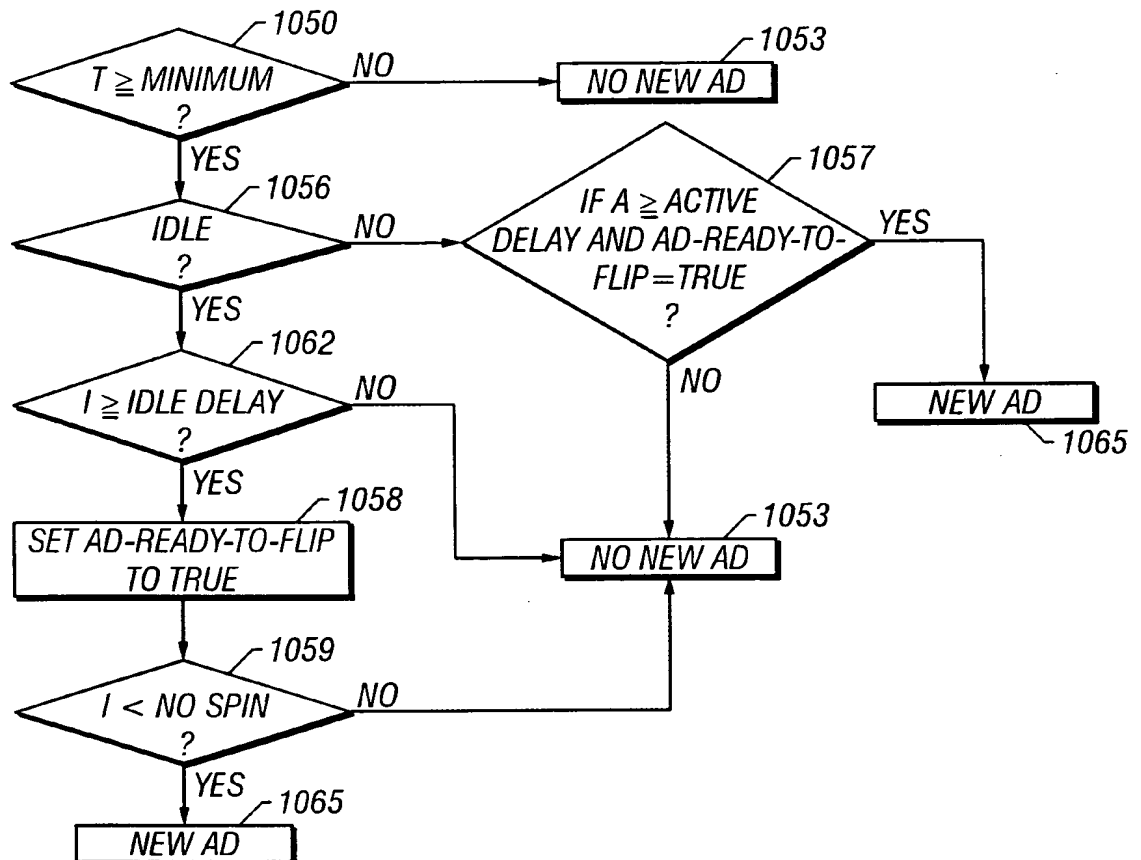 1050
T ≧ MINIMUM
?
NO
1053
NO NEW AD
YES
1056
IDLE
?
NO
1057
IF A ≧ ACTIVE
DELAY AND AD-READY-TO-
FLIP=TRUE
?
YES
NEW AD
1065
NO
YES
1062
I ≧ IDLE DELAY
?
NO
YES
1058
SET AD-READY-TO-FLIP
TO TRUE
1053
NO NEW AD
1059
I < NO SPIN
?
NO
YES
1065
NEW AD